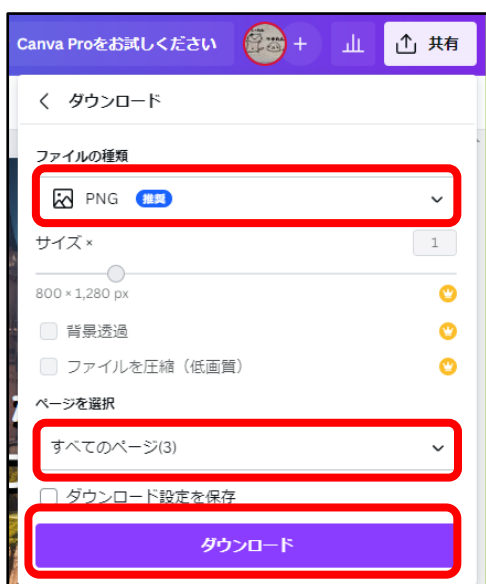 Canva Proをお試しください
共有
ダウンロード
ファイルの種類
PNG 推奨
サイズ × 1
800 × 1,280 px
背景透過
ファイルを圧縮（低画質）
ページを選択
すべてのページ(3)
ダウンロード設定を保存
ダウンロード